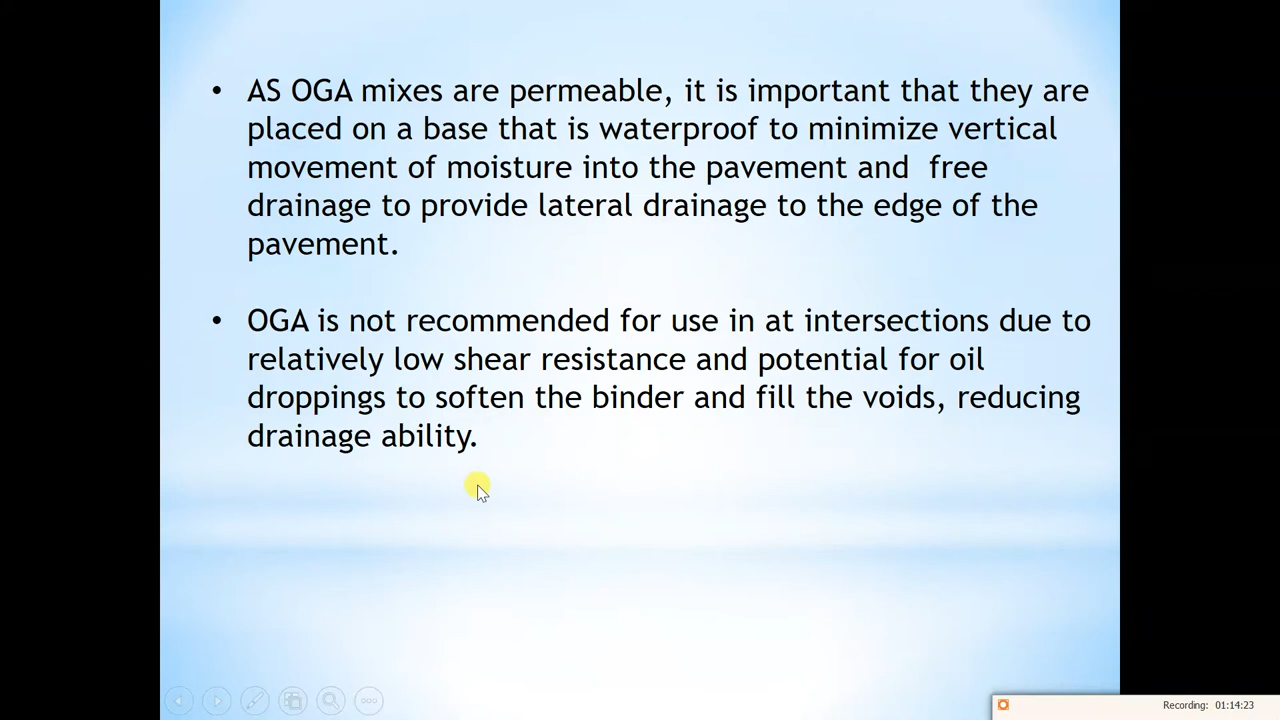 • AS OGA mixes are permeable, it is important that they are
placed on a base that is waterproof to minimize vertical
movement of moisture into the pavement and  free
drainage to provide lateral drainage to the edge of the
pavement.
• OGA is not recommended for use in at intersections due to
relatively low shear resistance and potential for oil
droppings to soften the binder and fill the voids, reducing
drainage ability.
Recording: 01:14:23